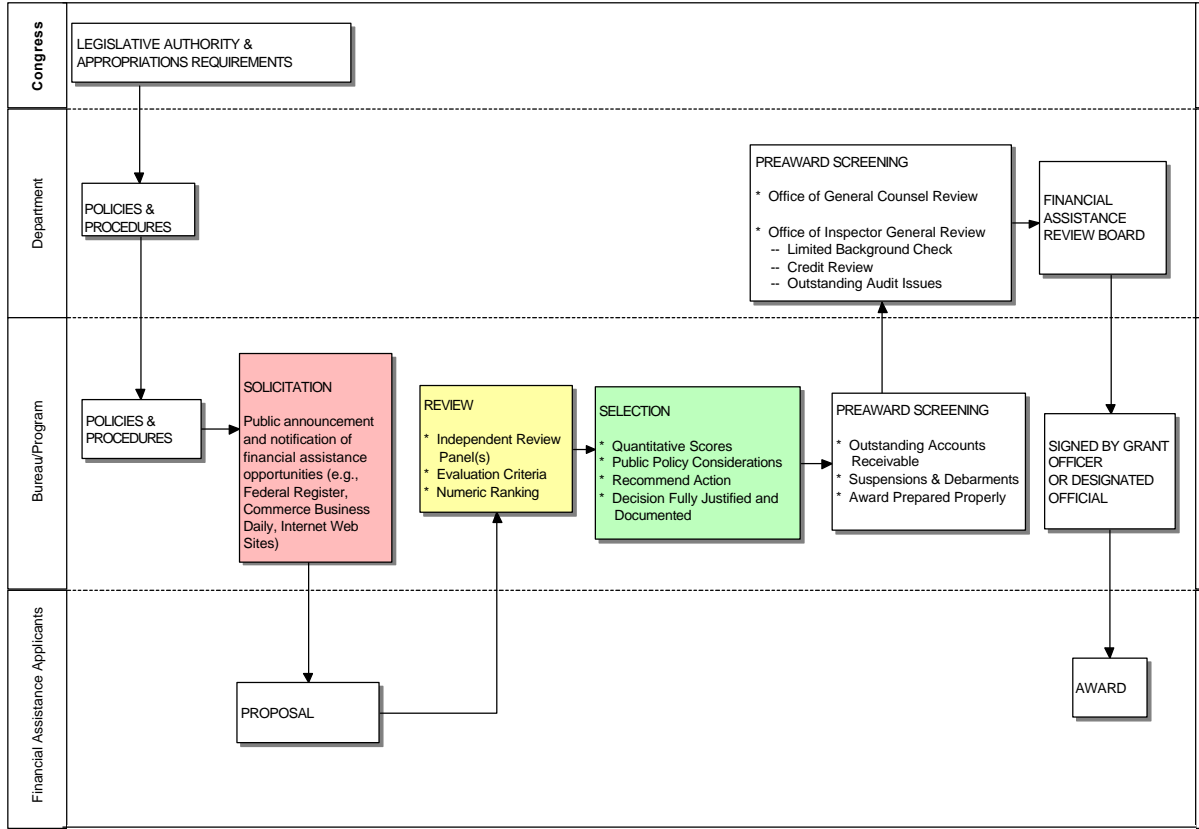 Congress
LEGISLATIVE AUTHORITY &
APPROPRIATIONS REQUIREMENTS
Department
POLICIES &
PROCEDURES
PREAWARD SCREENING
* Office of General Counsel Review
* Office of Inspector General Review
-- Limited Background Check
-- Credit Review
-- Outstanding Audit Issues
FINANCIAL
ASSISTANCE
REVIEW BOARD
Bureau/Program
POLICIES &
PROCEDURES
SOLICITATION
Public announcement
and notification of
financial assistance
opportunities (e.g.,
Federal Register,
Commerce Business
Daily, Internet Web
Sites)
REVIEW
* Independent Review
Panel(s)
* Evaluation Criteria
* Numeric Ranking
SELECTION
* Quantitative Scores
* Public Policy Considerations
* Recommend Action
* Decision Fully Justified and
Documented
PREAWARD SCREENING
* Outstanding Accounts
Receivable
* Suspensions & Debarments
* Award Prepared Properly
SIGNED BY GRANT
OFFICER
OR DESIGNATED
OFFICIAL
Financial Assistance Applicants
PROPOSAL
AWARD